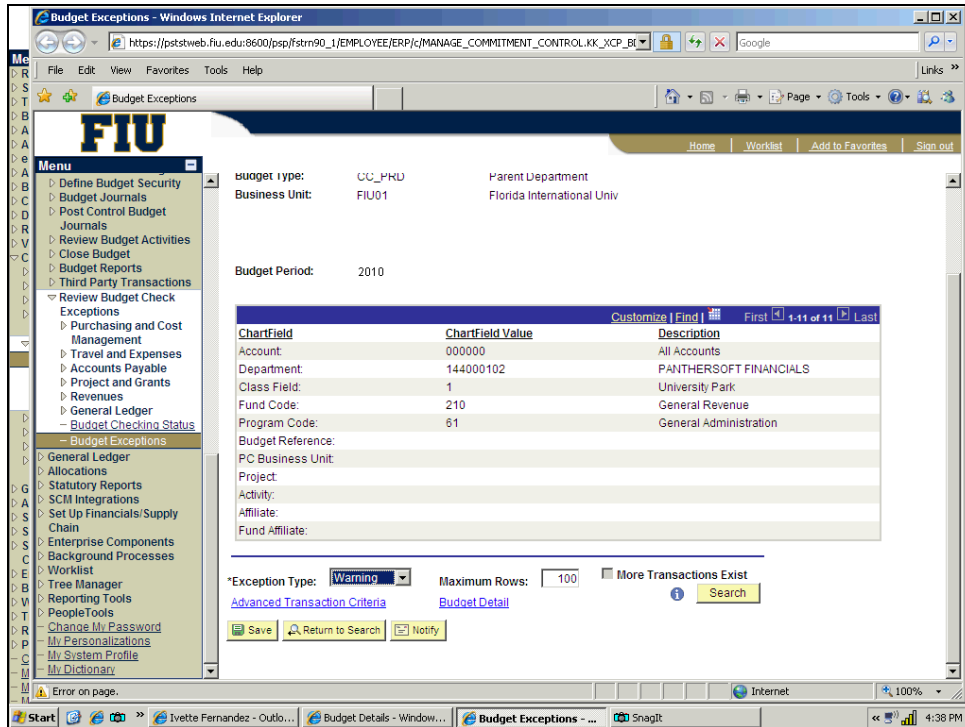 Budget Exceptions - Windows Internet Explorer
https://pststweb.fiu.edu:8600/psp/fstrn90_1/EMPLOYEE/ERP/c/MANAGE_COMMITMENT_CONTROL.KK_XCP_
Google
File Edit View Favorites Tools Help
Links »
Budget Exceptions
Page Tools »
FIU
Home Worklist Add to Favorites Sign out
Menu
Define Budget Security
Budget Journals
Post Control Budget
Journals
Review Budget Activities
Close Budget
Budget Reports
Third Party Transactions
Review Budget Check
Exceptions
Purchasing and Cost
Management
Travel and Expenses
Accounts Payable
Project and Grants
Revenues
General Ledger
Budget Checking Status
Budget Exceptions
General Ledger
Allocations
Statutory Reports
SCM Integrations
Set Up Financials/Supply
Chain
Enterprise Components
Background Processes
Worklist
Tree Manager
Reporting Tools
PeopleTools
Change My Password
My Personalizations
My System Profile
My Dictionary
Budget Type: CC_PRD Parent Department
Business Unit: FIU01 Florida International Univ
Budget Period: 2010
Customize | Find | First 1-11 of 11 Last
ChartField ChartField Value Description
Account: 000000 All Accounts
Department: 144000102 PANTHERSOFT FINANCIALS
Class Field: 1 University Park
Fund Code: 210 General Revenue
Program Code: 61 General Administration
Budget Reference:
PC Business Unit:
Project:
Activity:
Affiliate:
Fund Affiliate:
*Exception Type: Warning Maximum Rows: 100 More Transactions Exist
Advanced Transaction Criteria Budget Detail Search
Save Return to Search Notify
Error on page. Internet 100%
Start » Ivette Fernandez - Outlo... Budget Details - Window... Budget Exceptions - ... SnagIt « 4:38 PM